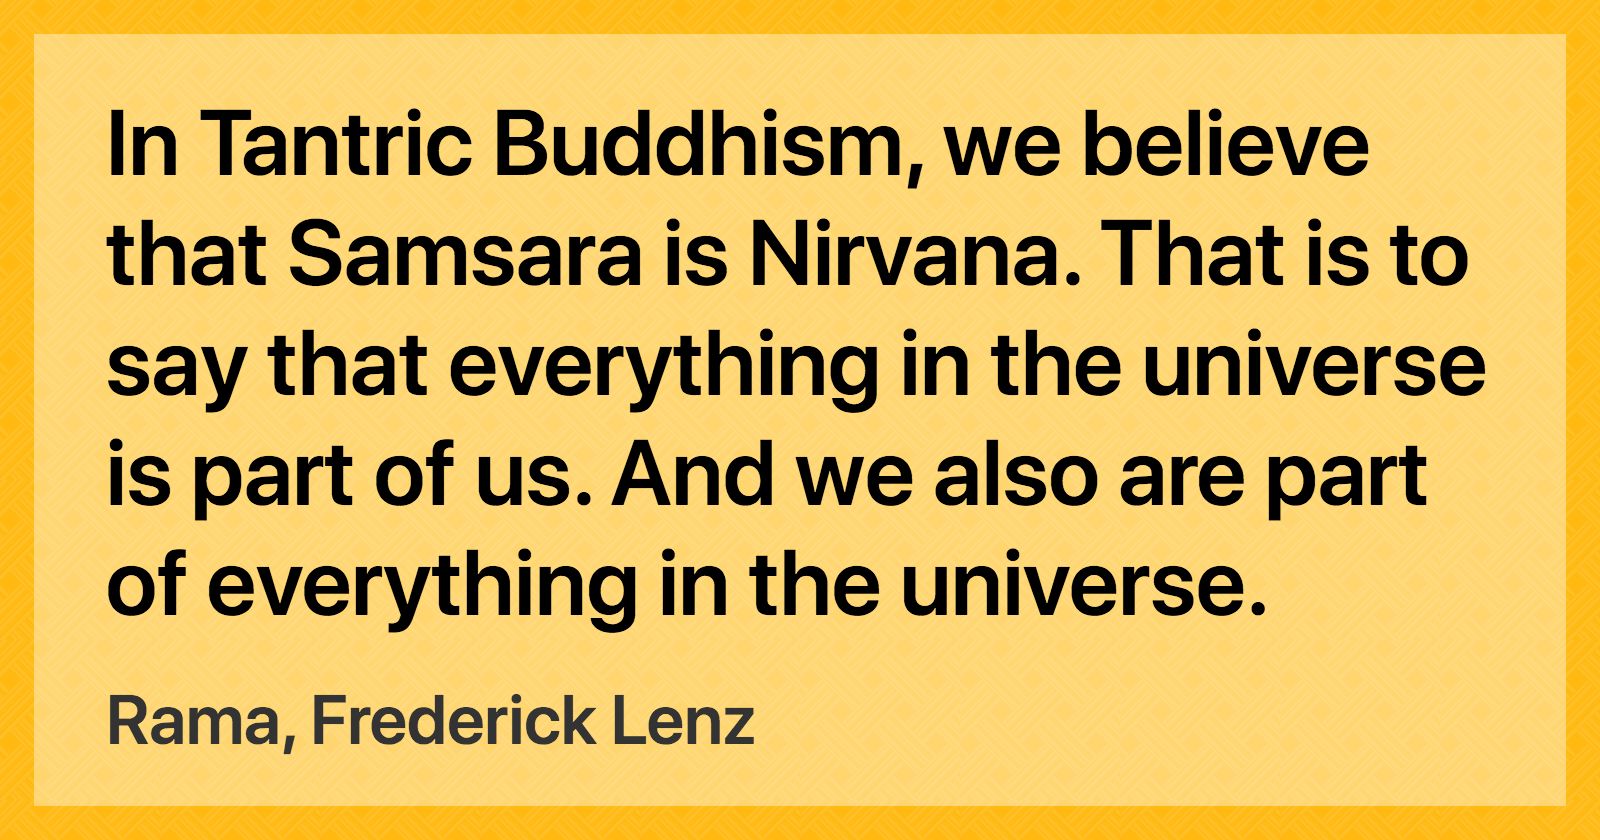 In Tantric Buddhism, we believe
that Samsara is Nirvana. That is to
say that everything in the universe
is part of us. And we also are part
of everything in the universe.
Rama, Frederick Lenz